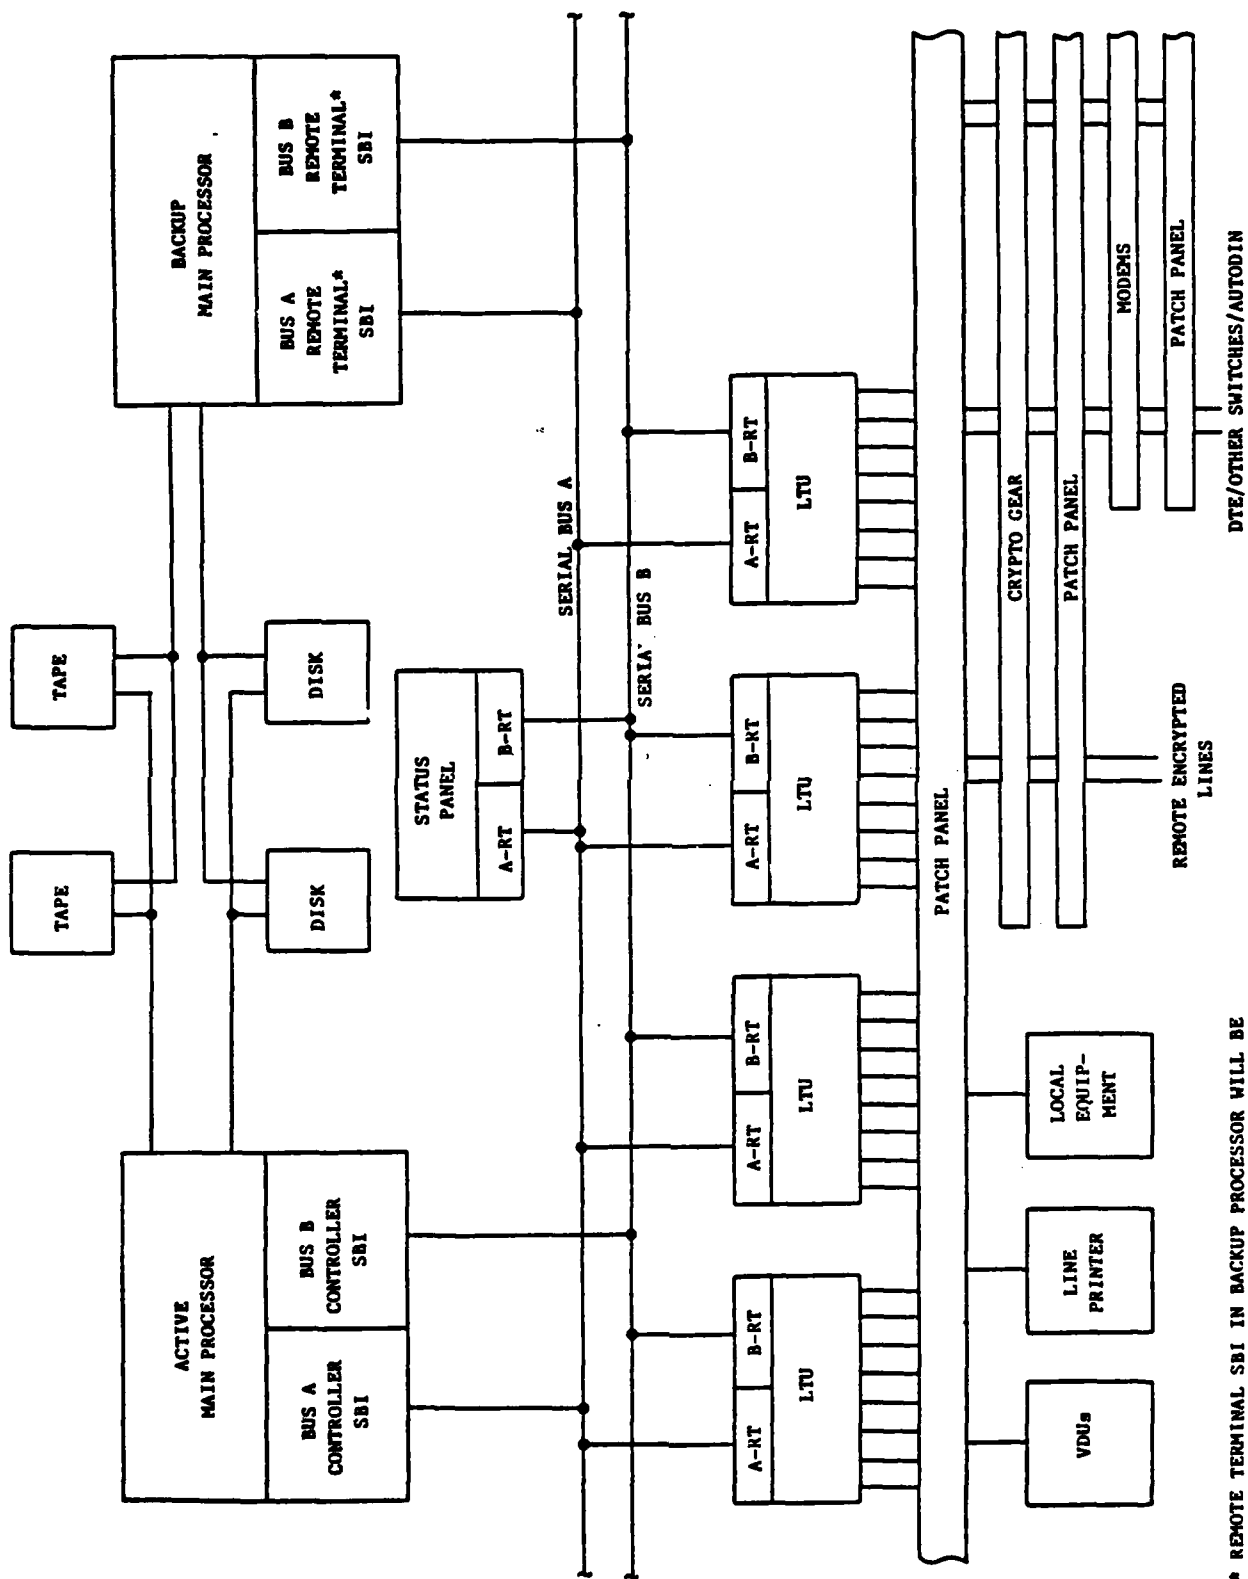 ACTIVE
MAIN PROCESSOR
BUS A
CONTROLLER
SBI
BUS B
CONTROLLER
SBI
TAPE
TAPE
DISK
DISK
BACKUP
MAIN PROCESSOR
BUS A
REMOTE
TERMINAL*
SBI
BUS B
REMOTE
TERMINAL*
SBI
STATUS
PANEL
A-RT
B-RT
SERIAL BUS A
SERIA' BUS B
A-RT
B-RT
LTU
A-RT
B-RT
LTU
A-RT
B-RT
LTU
A-RT
B-RT
LTU
PATCH PANEL
VDUs
LINE
PRINTER
LOCAL
EQUIP-
MENT
CRYPTO GEAR
PATCH PANEL
MODEMS
PATCH PANEL
REMOTE ENCRYPTED
LINES
DTE/OTHER SWITCHES/AUTODIN
* REMOTE TERMINAL SBI IN BACKUP PROCESSOR WILL BE